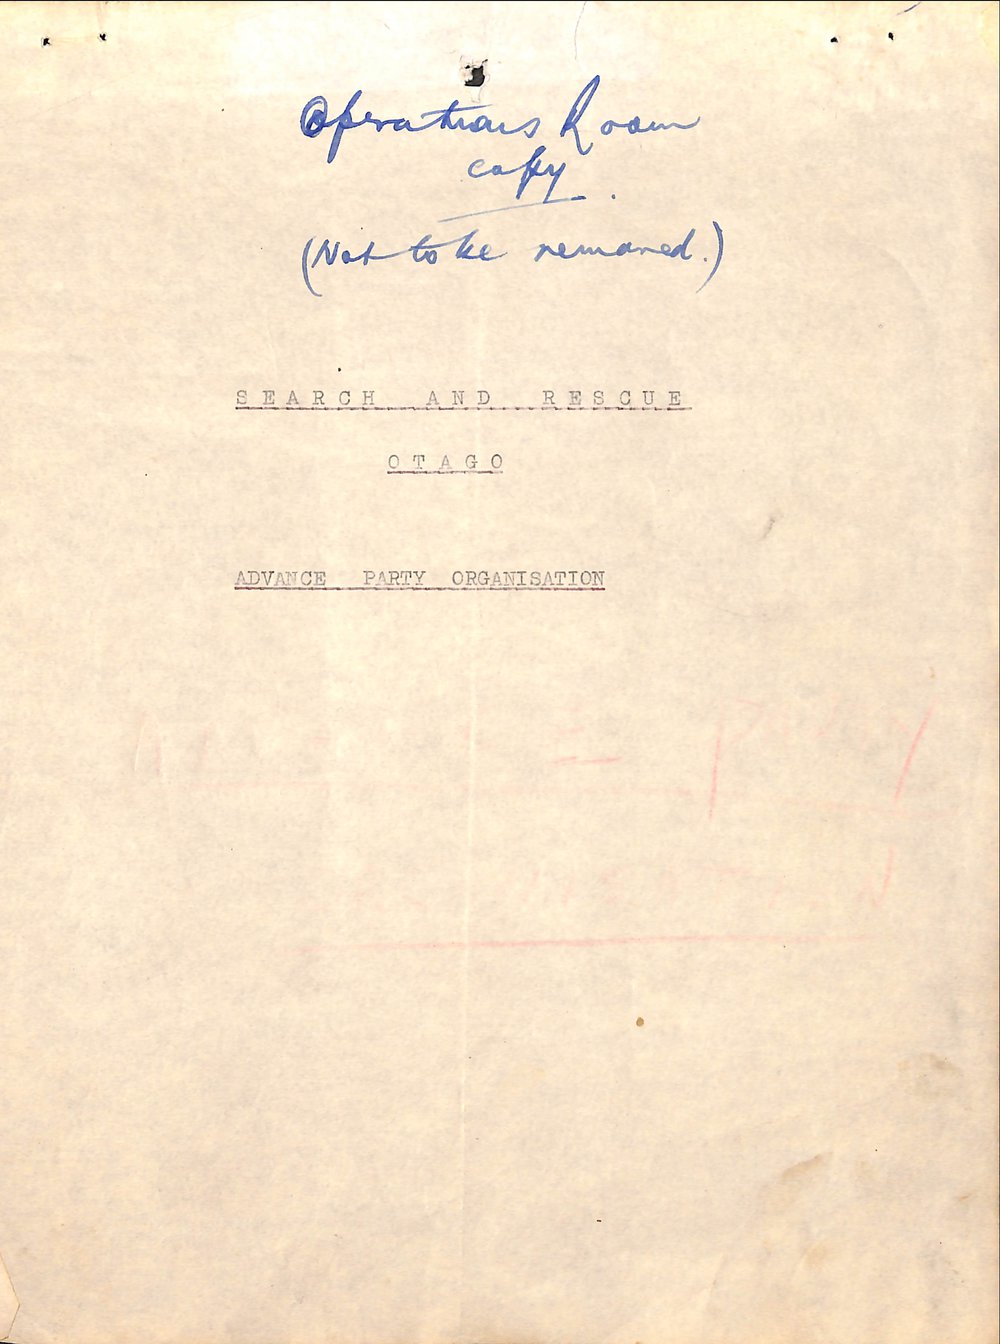 Operations Room
copy.
(Not to be removed.)
SEARCH AND RESCUE
OTAGO
ADVANCE PARTY ORGANISATION